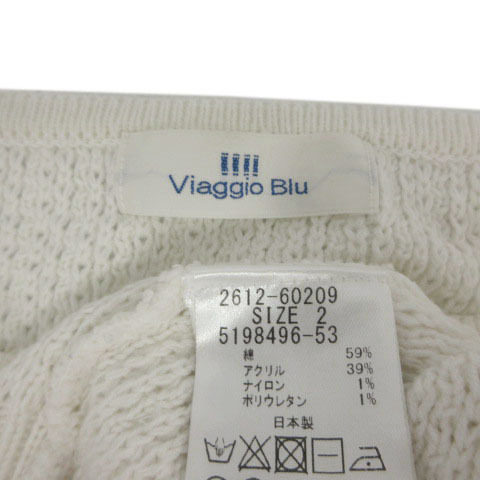 Viaggio Blu
2612-60209
SIZE 2
5198496-53
綿 59%
アクリル 39%
ナイロン 1%
ポリウレタン 1%
日本製